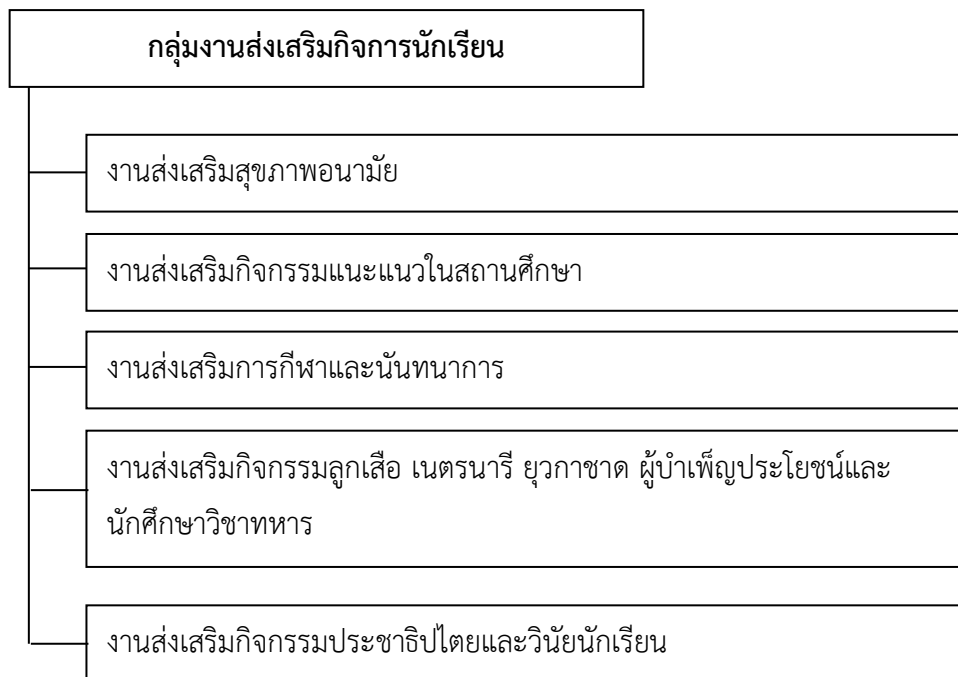 กลุ่มงานส่งเสริมกิจการนักเรียน
งานส่งเสริมสุขภาพอนามัย
งานส่งเสริมกิจกรรมแนะแนวในสถานศึกษา
งานส่งเสริมการกีฬาและนันทนาการ
งานส่งเสริมกิจกรรมลูกเสือ เนตรนารี ยุวกาชาด ผู้บำเพ็ญประโยชน์และ
นักศึกษาวิชาทหาร
งานส่งเสริมกิจกรรมประชาธิปไตยและวินัยนักเรียน